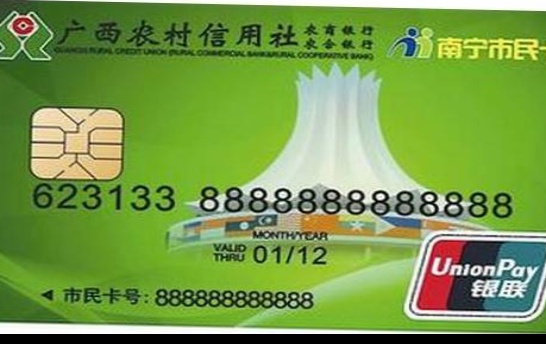 广西农村信用社 农商银行 农合银行
GUANGXI RURAL CREDIT UNION (RURAL COMMERCIAL BANK&RURAL COOPERATIVE BANK)
南宁市民一
623133 8888888888888
MONTH/YEAR
VALID THRU 01/12
市民卡号: 888888888888
UnionPay
银联